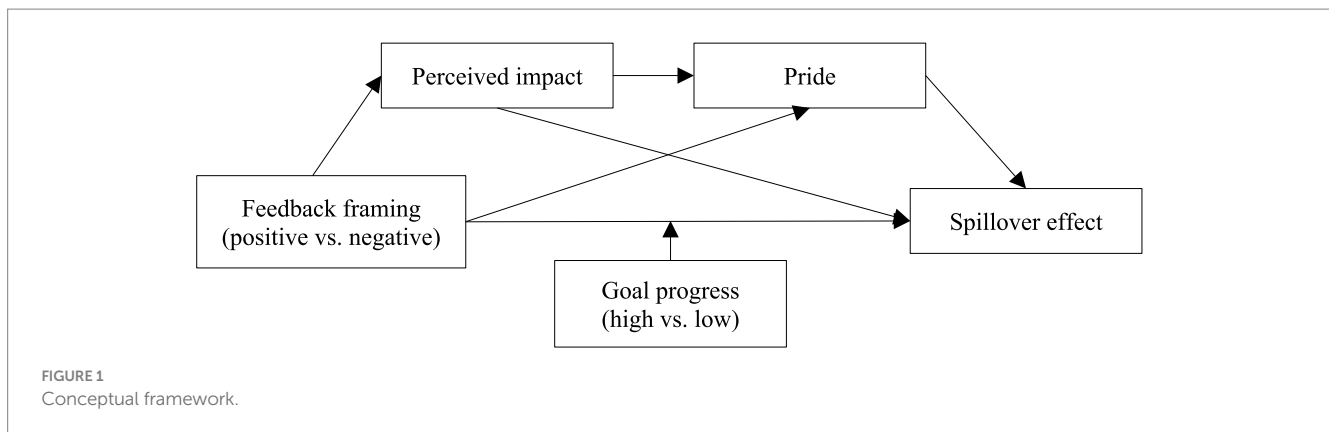 Perceived impact
Pride
Feedback framing
(positive vs. negative)
Spillover effect
Goal progress
(high vs. low)
FIGURE 1
Conceptual framework.